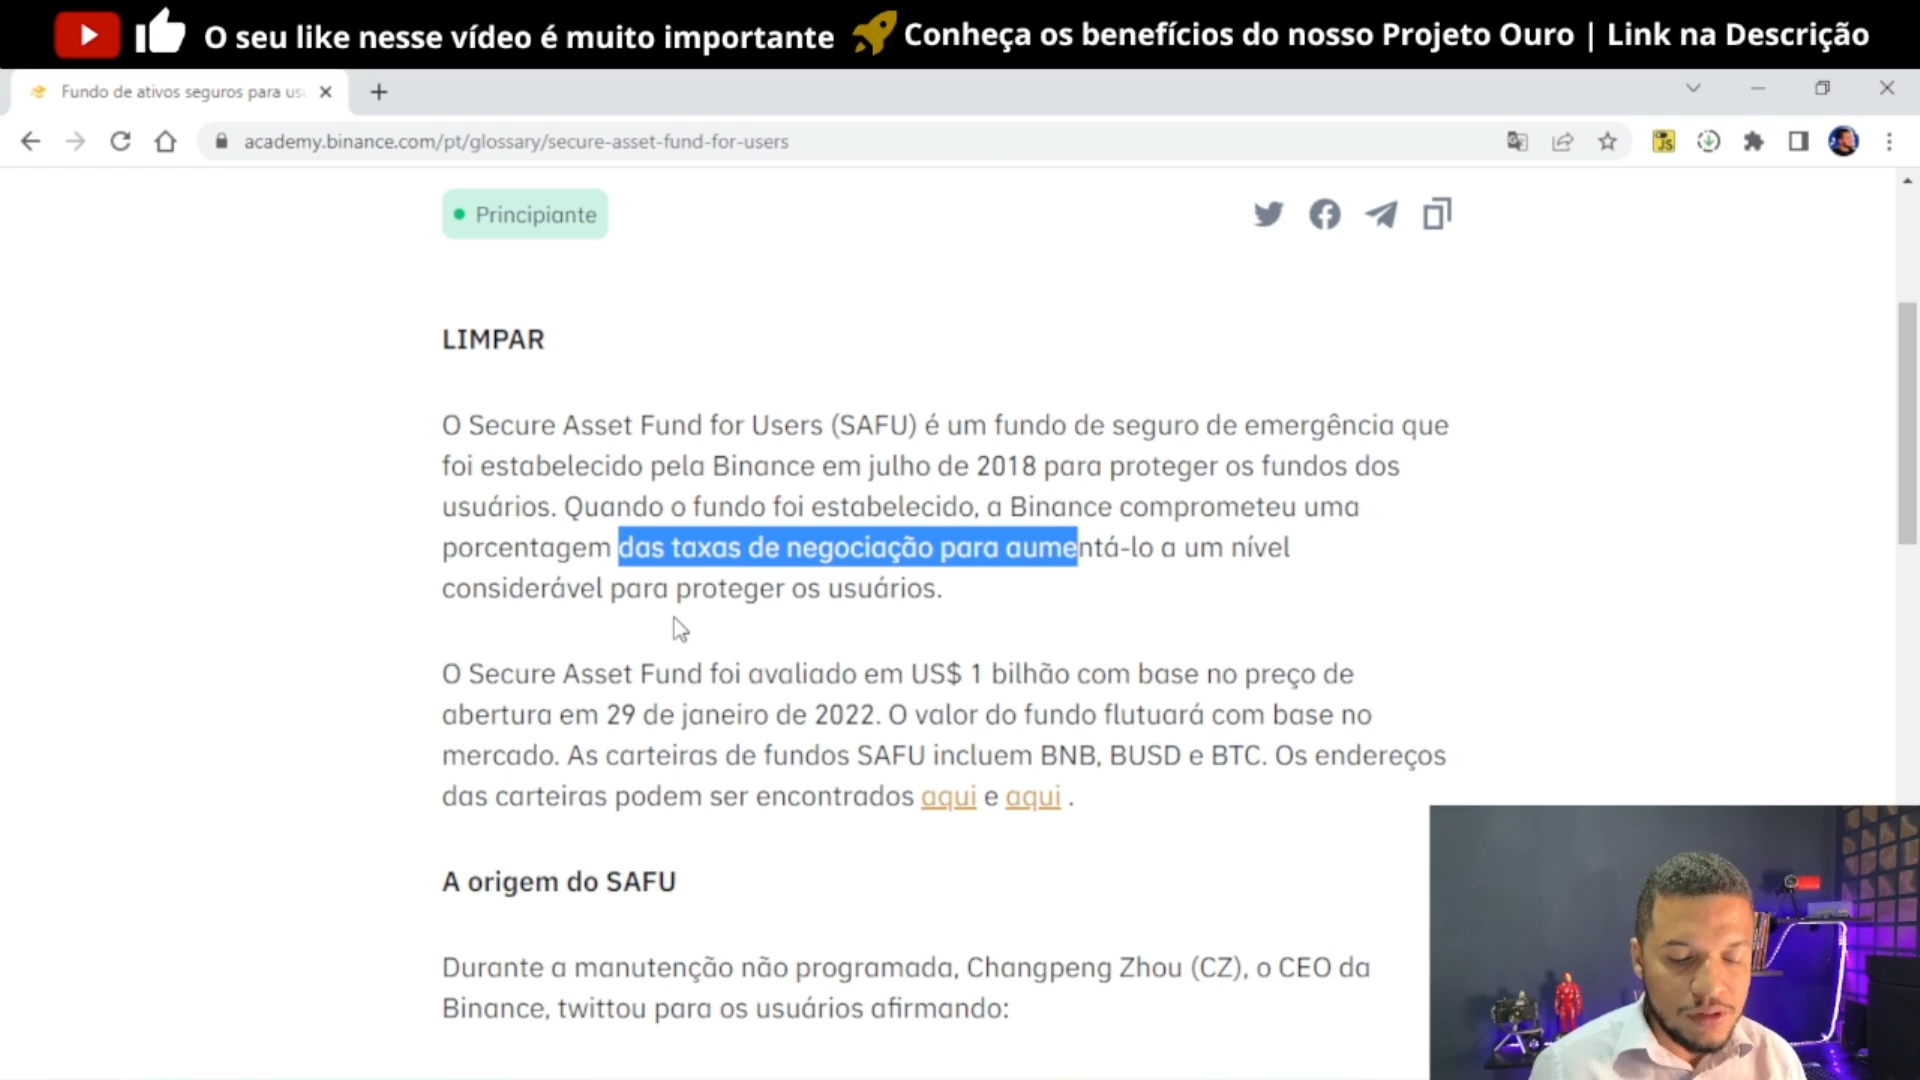 O seu like nesse vídeo é muito importante Conheça os benefícios do nosso Projeto Ouro | Link na Descrição
Fundo de ativos seguros para us
academy.binance.com/pt/glossary/secure-asset-fund-for-users
JS
Principiante
LIMPAR
O Secure Asset Fund for Users (SAFU) é um fundo de seguro de emergência que
foi estabelecido pela Binance em julho de 2018 para proteger os fundos dos
usuários. Quando o fundo foi estabelecido, a Binance comprometeu uma
porcentagem das taxas de negociação para aumentá-lo a um nível
considerável para proteger os usuários.
O Secure Asset Fund foi avaliado em US$ 1 bilhão com base no preço de
abertura em 29 de janeiro de 2022. O valor do fundo flutuará com base no
mercado. As carteiras de fundos SAFU incluem BNB, BUSD e BTC. Os endereços
das carteiras podem ser encontrados aqui e aqui .
A origem do SAFU
Durante a manutenção não programada, Changpeng Zhou (CZ), o CEO da
Binance, twittou para os usuários afirmando: